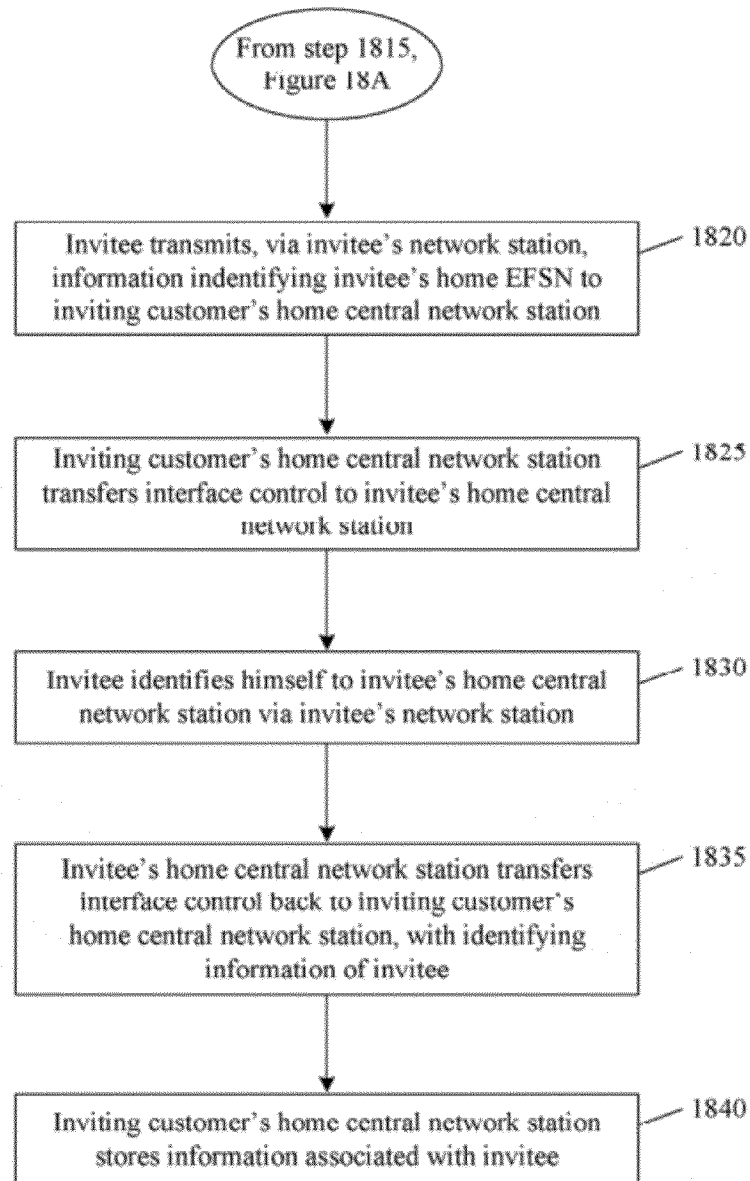 From step 1815,
Figure 18A
Invitee transmits, via invitee's network station,
information indentifying invitee's home EFSN to
inviting customer's home central network station
1820
Inviting customer's home central network station
transfers interface control to invitee's home central
network station
1825
Invitee identifies himself to invitee's home central
network station via invitee's network station
1830
Invitee's home central network station transfers
interface control back to inviting customer's
home central network station, with identifying
information of invitee
1835
Inviting customer's home central network station
stores information associated with invitee
1840